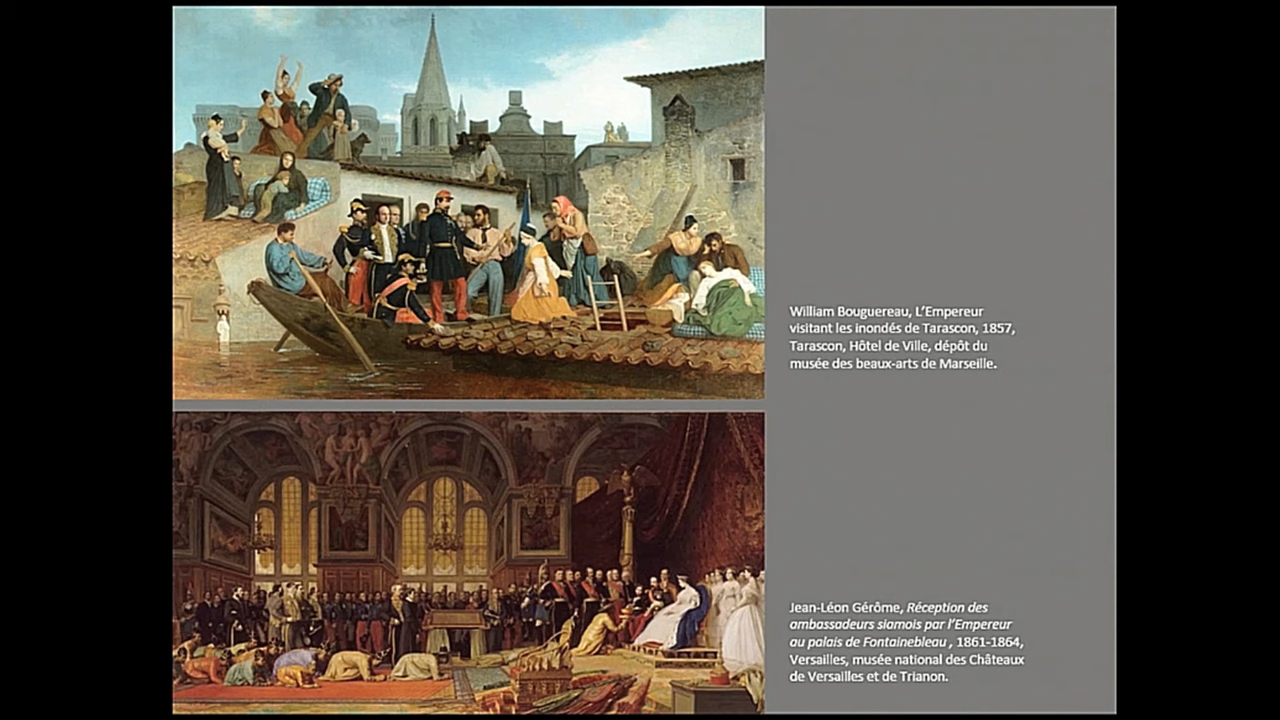 William Bouguereau, L'Empereur
visitant les inondés de Tarascon, 1857,
Tarascon, Hôtel de Ville, dépôt du
musée des beaux-arts de Marseille.
Jean-Léon Gérôme, Réception des
ambassadeurs siamois par l'Empereur
au palais de Fontainebleau , 1861-1864,
Versailles, musée national des Châteaux
de Versailles et de Trianon.